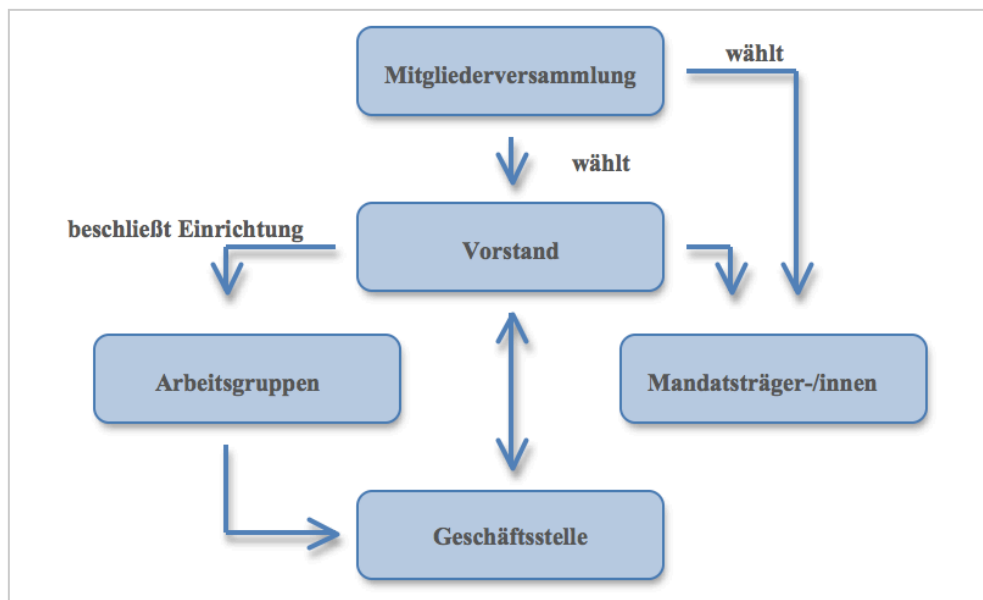 wählt
Mitgliederversammlung
wählt
beschließt Einrichtung
Vorstand
Arbeitsgruppen
Mandatsträger-/innen
Geschäftsstelle